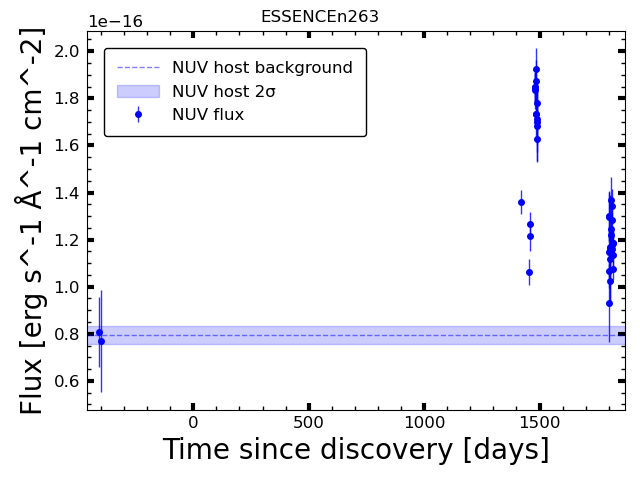 ESSENCEn263
1e−16
2.0
1.8
1.6
1.4
1.2
1.0
0.8
0.6
Flux [erg s^-1 Å^-1 cm^-2]
NUV host background
NUV host 2σ
NUV flux
0
500
1000
1500
Time since discovery [days]